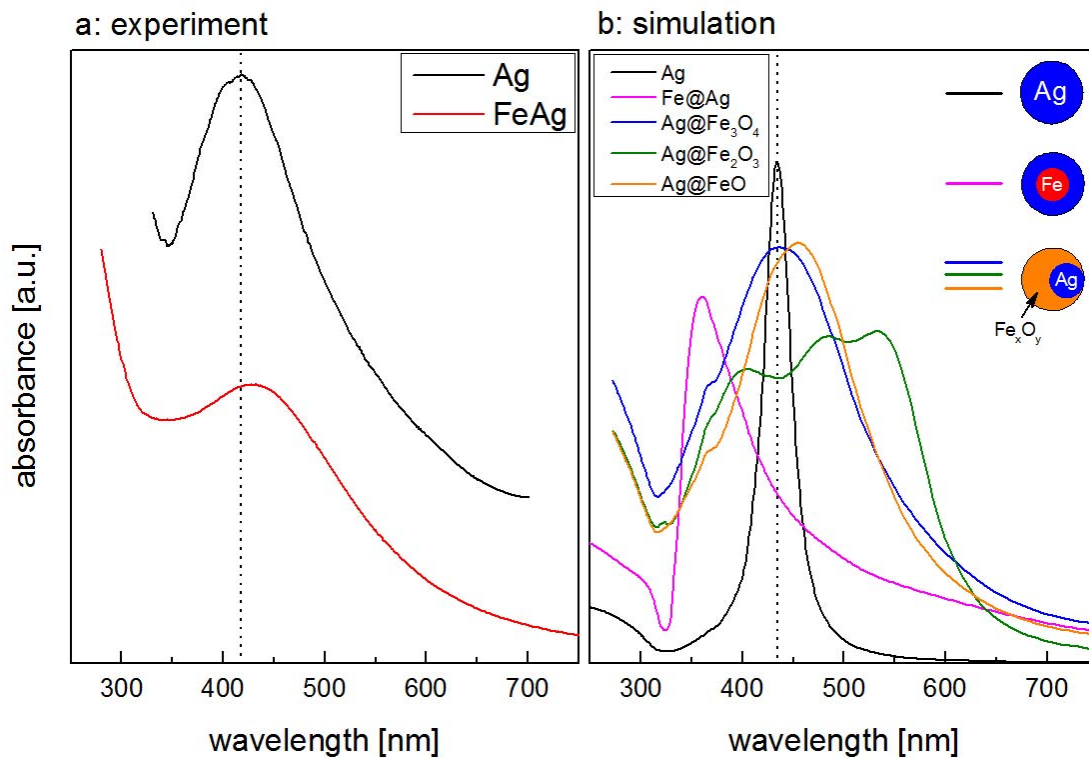 a: experiment
Ag
FeAg
absorbance [a.u.]
300 400 500 600 700
wavelength [nm]
b: simulation
Ag
Fe@Ag
Ag@Fe₃O₄
Ag@Fe₂O₃
Ag@FeO
Ag
Fe
Ag
FeₓOᵧ
300 400 500 600 700
wavelength [nm]